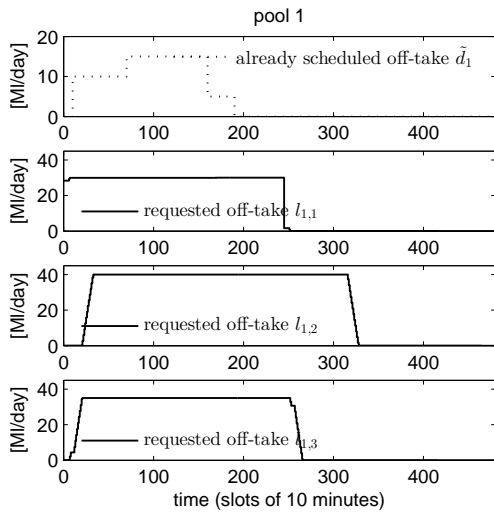 pool 1
20
10
0
[Ml/day]
already scheduled off-take d̃₁
0 100 200 300 400
40
20
0
[Ml/day]
requested off-take l₁,₁
0 100 200 300 400
40
20
0
[Ml/day]
requested off-take l₁,₂
0 100 200 300 400
40
20
0
[Ml/day]
requested off-take l₁,₃
0 100 200 300 400
time (slots of 10 minutes)